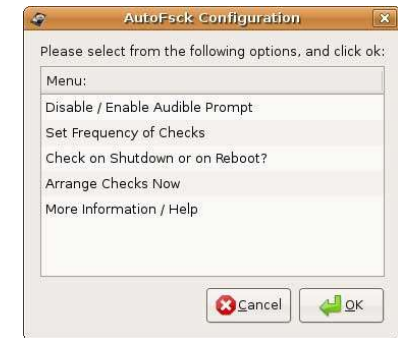 AutoFsck Configuration
Please select from the following options, and click ok:
Menu:
Disable / Enable Audible Prompt
Set Frequency of Checks
Check on Shutdown or on Reboot?
Arrange Checks Now
More Information / Help
Cancel
OK